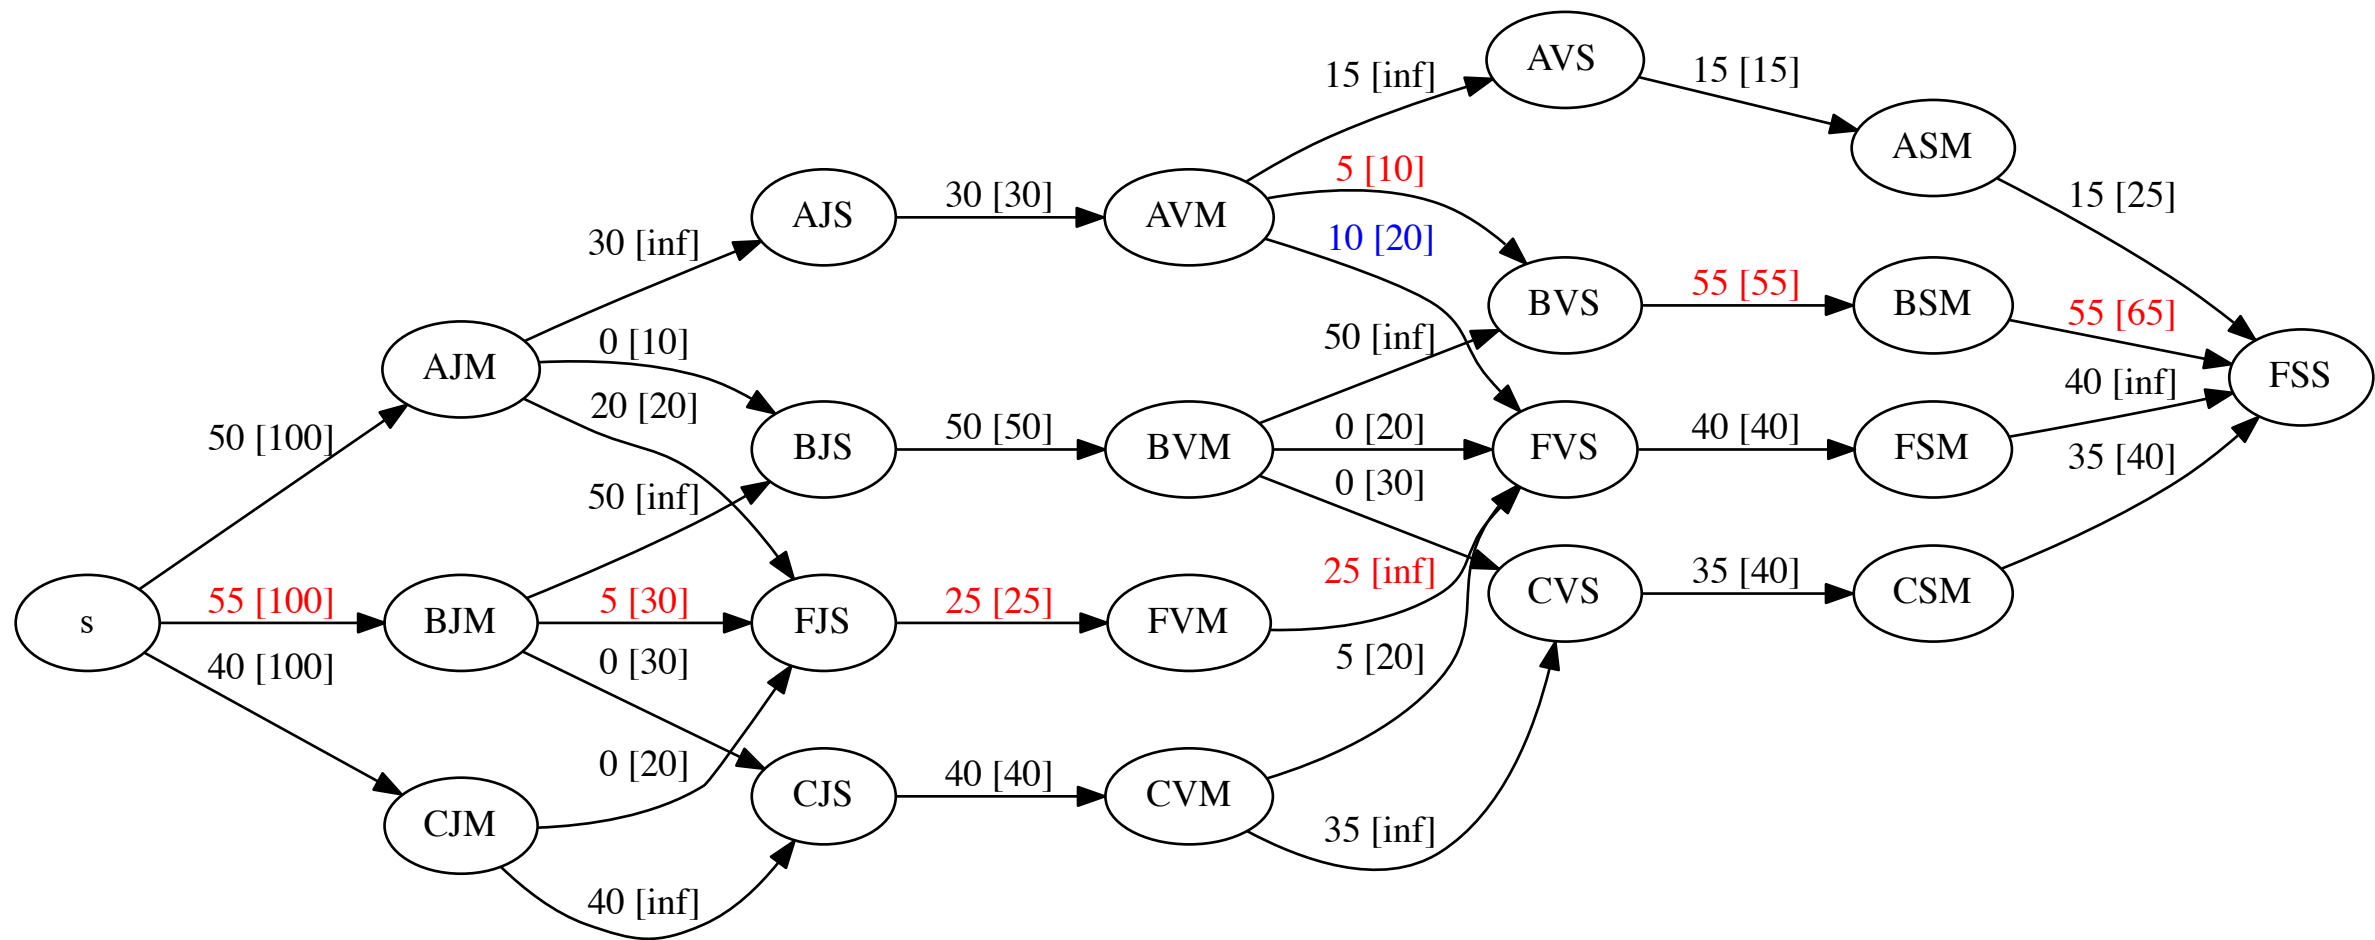 AVS
15 [inf]
15 [15]
ASM
5 [10]
30 [30]
15 [25]
AJS
AVM
30 [inf]
10 [20]
55 [55]
BVS
BSM
55 [65]
0 [10]
50 [inf]
AJM
FSS
40 [inf]
20 [20]
50 [100]
50 [50]
0 [20]
40 [40]
BJS
BVM
FVS
FSM
35 [40]
50 [inf]
0 [30]
25 [inf]
35 [40]
CVS
CSM
55 [100]
5 [30]
25 [25]
s
BJM
FJS
FVM
40 [100]
0 [30]
5 [20]
0 [20]
40 [40]
CJS
CVM
CJM
35 [inf]
40 [inf]